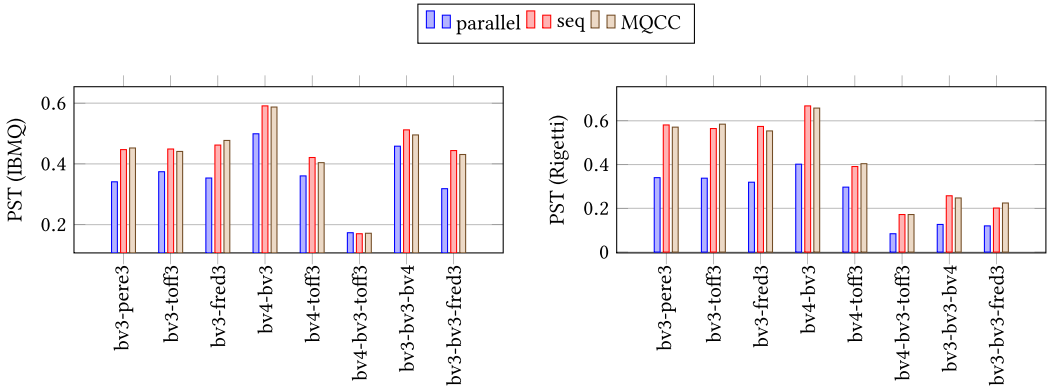 parallel seq MQCC
PST (IBMQ)
0.6
0.4
0.2
bv3-pere3
bv3-toff3
bv3-fred3
bv4-bv3
bv4-toff3
bv4-bv3-toff3
bv3-bv3-bv4
bv3-bv3-fred3
PST (Rigetti)
0.6
0.4
0.2
0
bv3-pere3
bv3-toff3
bv3-fred3
bv4-bv3
bv4-toff3
bv4-bv3-toff3
bv3-bv3-bv4
bv3-bv3-fred3